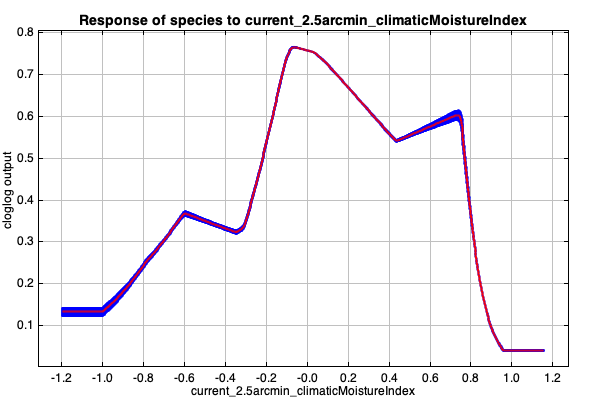 Response of species to current_2.5arcmin_climaticMoistureIndex
0.8
0.7
0.6
0.5
0.4
0.3
0.2
0.1
cloglog output
-1.2 -1.0 -0.8 -0.6 -0.4 -0.2 -0.0 0.2 0.4 0.6 0.8 1.0 1.2
current_2.5arcmin_climaticMoistureIndex